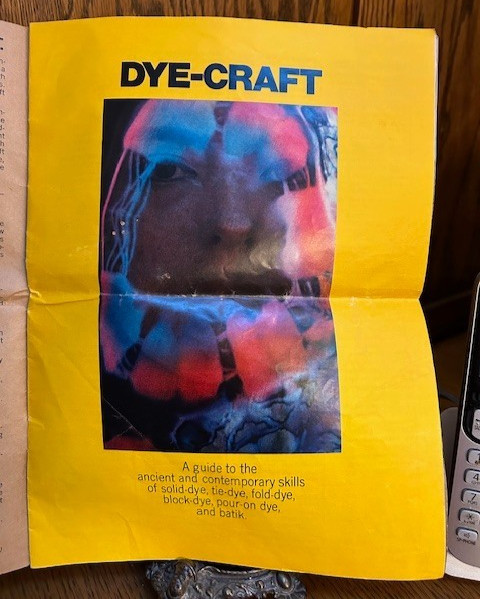 DYE-CRAFT
A guide to the
ancient and contemporary skills
of solid-dye, tie-dye, fold-dye,
block-dye, pour-on dye,
and batik.